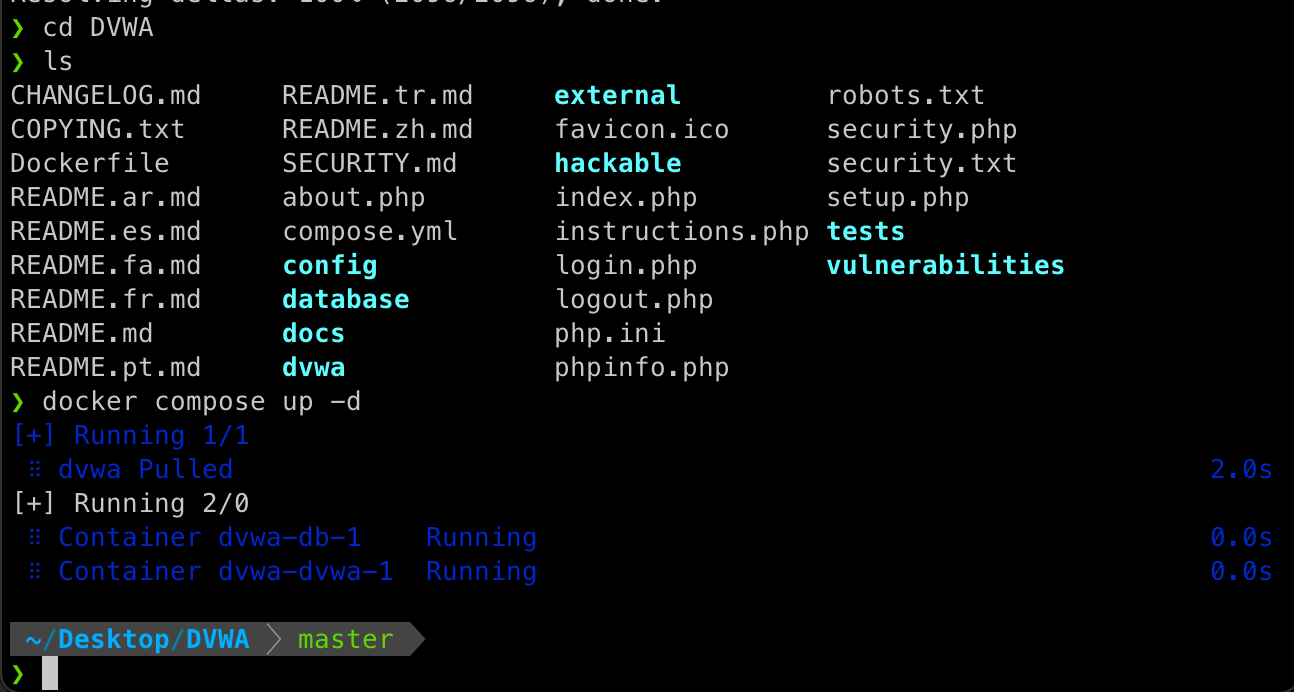 ❯ cd DVWA
❯ ls
CHANGELOG.md README.tr.md external robots.txt
COPYING.txt README.zh.md favicon.ico security.php
Dockerfile SECURITY.md hackable security.txt
README.ar.md about.php index.php setup.php
README.es.md compose.yml instructions.php tests
README.fa.md config login.php vulnerabilities
README.fr.md database logout.php
README.md docs php.ini
README.pt.md dvwa phpinfo.php
❯ docker compose up -d
[+] Running 1/1
⠿ dvwa Pulled 2.0s
[+] Running 2/0
⠿ Container dvwa-db-1 Running 0.0s
⠿ Container dvwa-dvwa-1 Running 0.0s
~/Desktop/DVWA master
❯